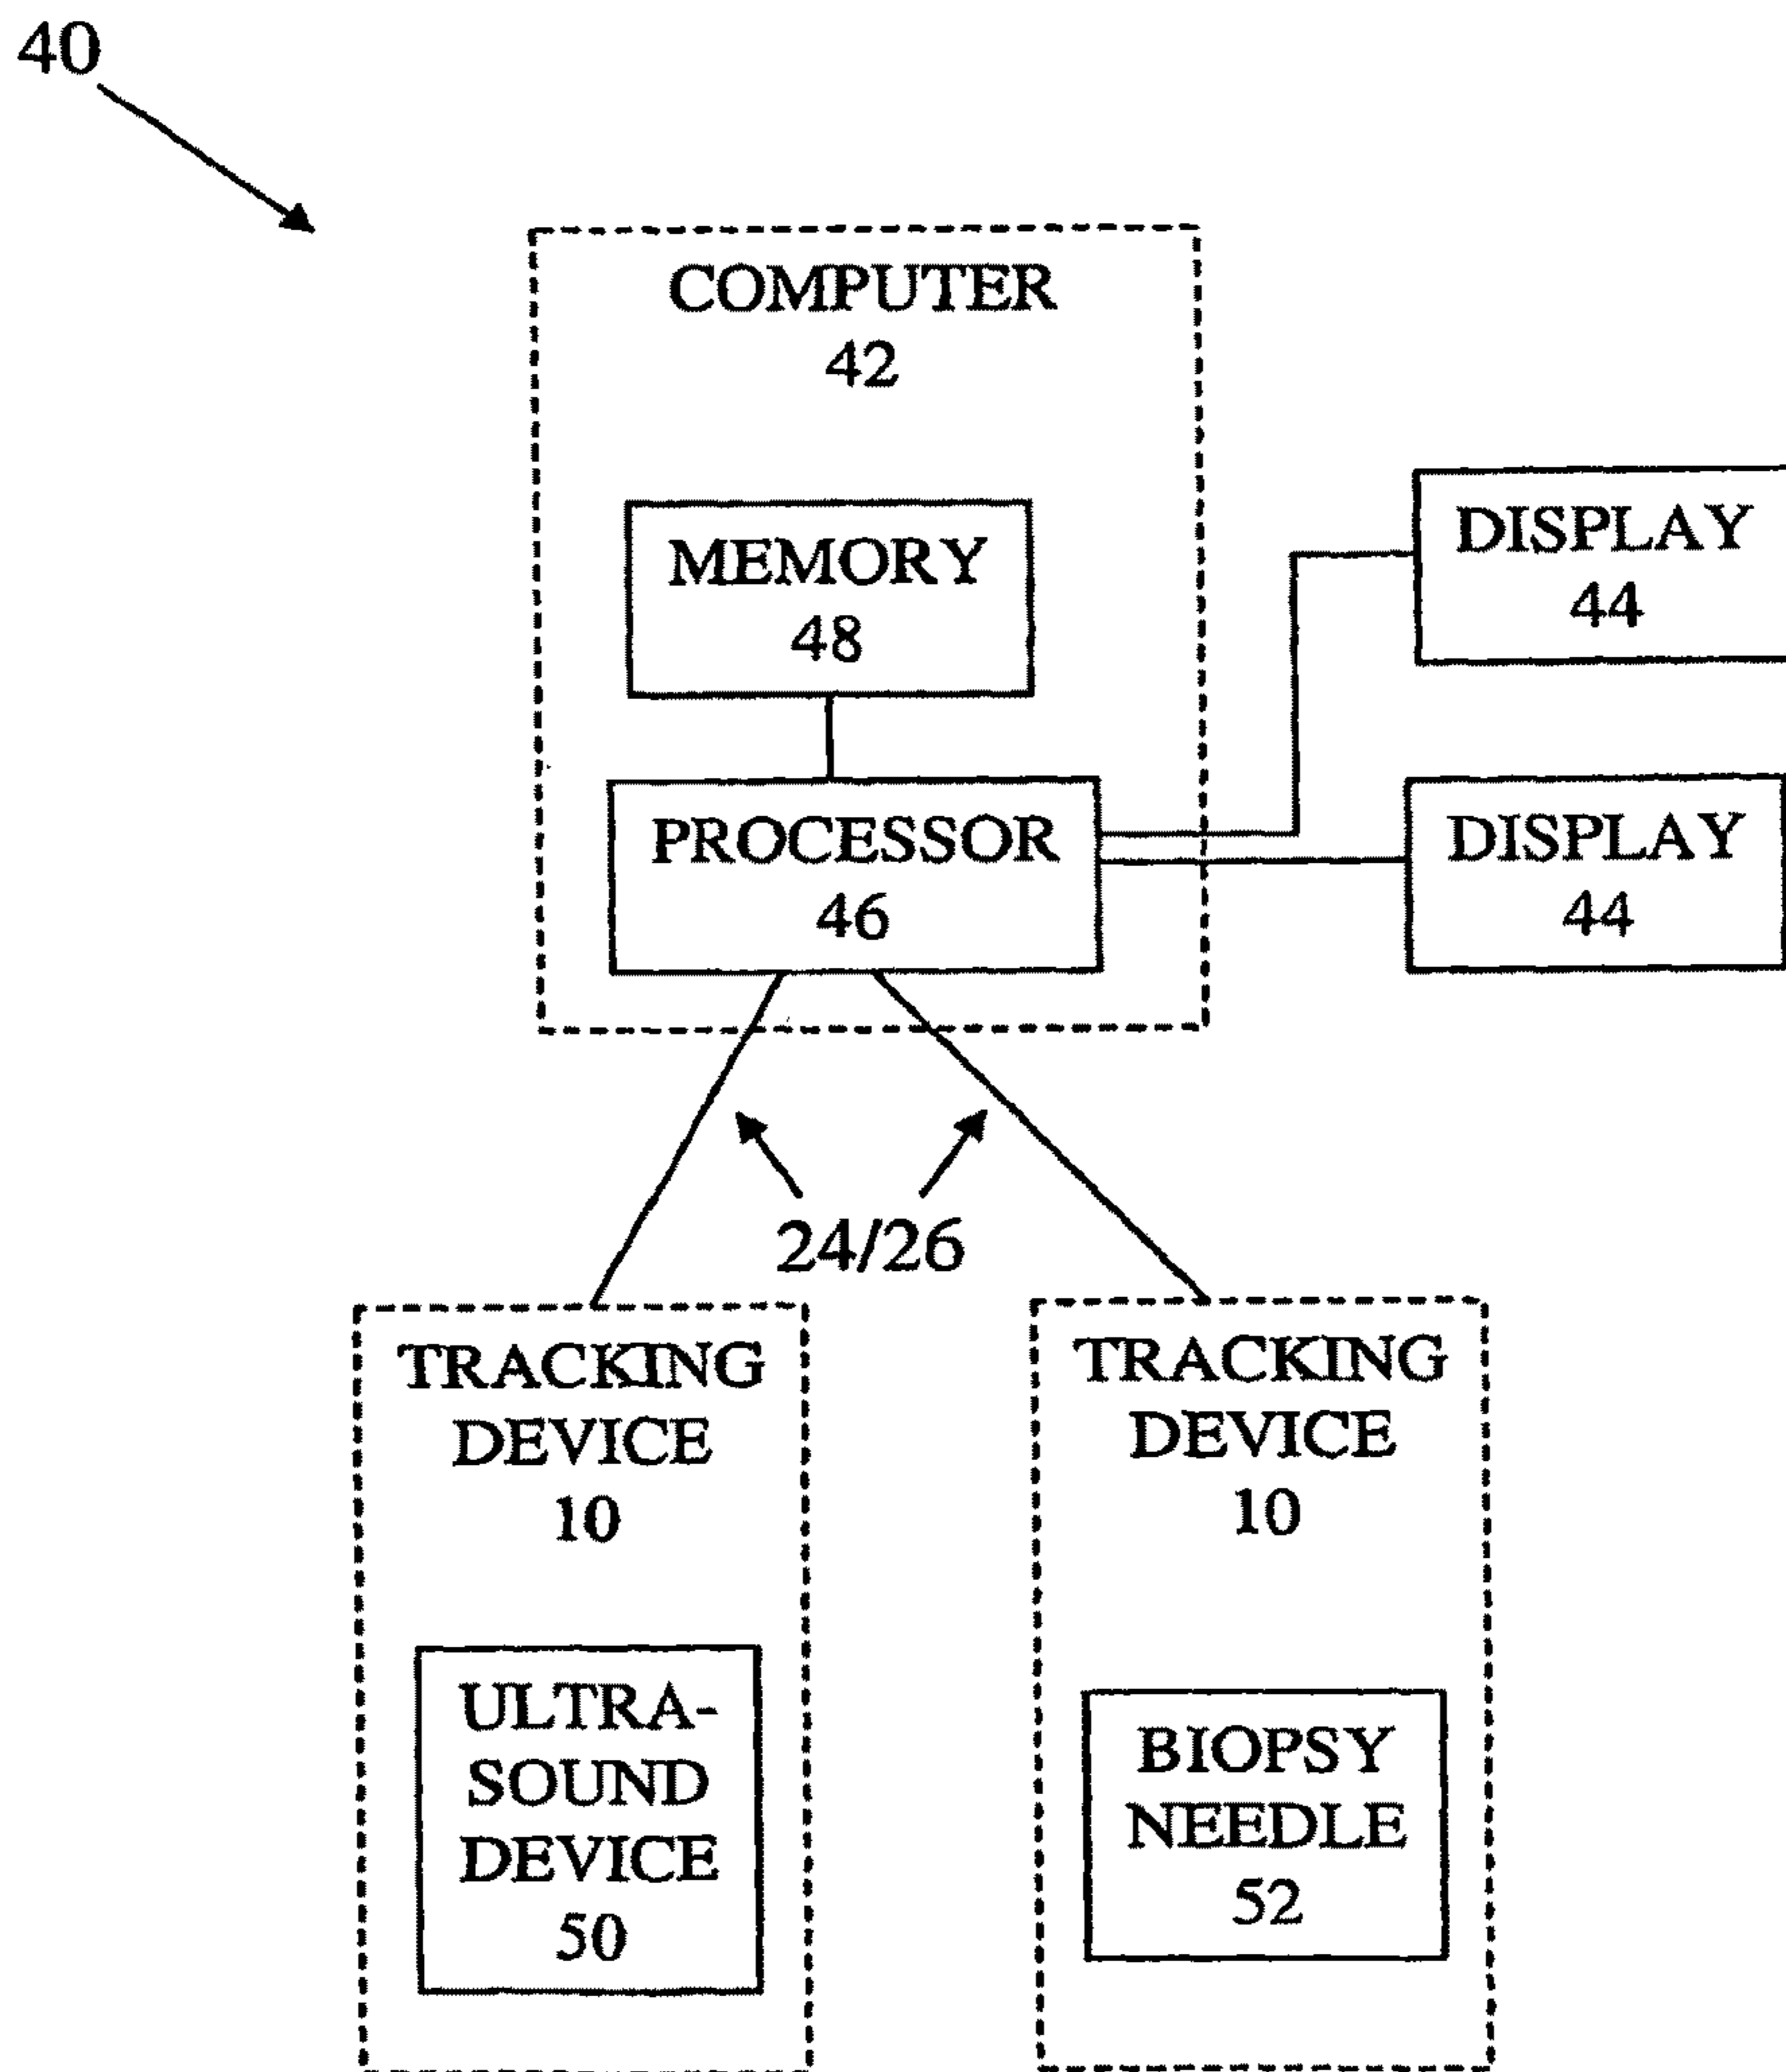 40
COMPUTER
42
MEMORY
48
DISPLAY
44
PROCESSOR
46
DISPLAY
44
24/26
TRACKING
DEVICE
10
TRACKING
DEVICE
10
ULTRA-
SOUND
DEVICE
50
BIOPSY
NEEDLE
52